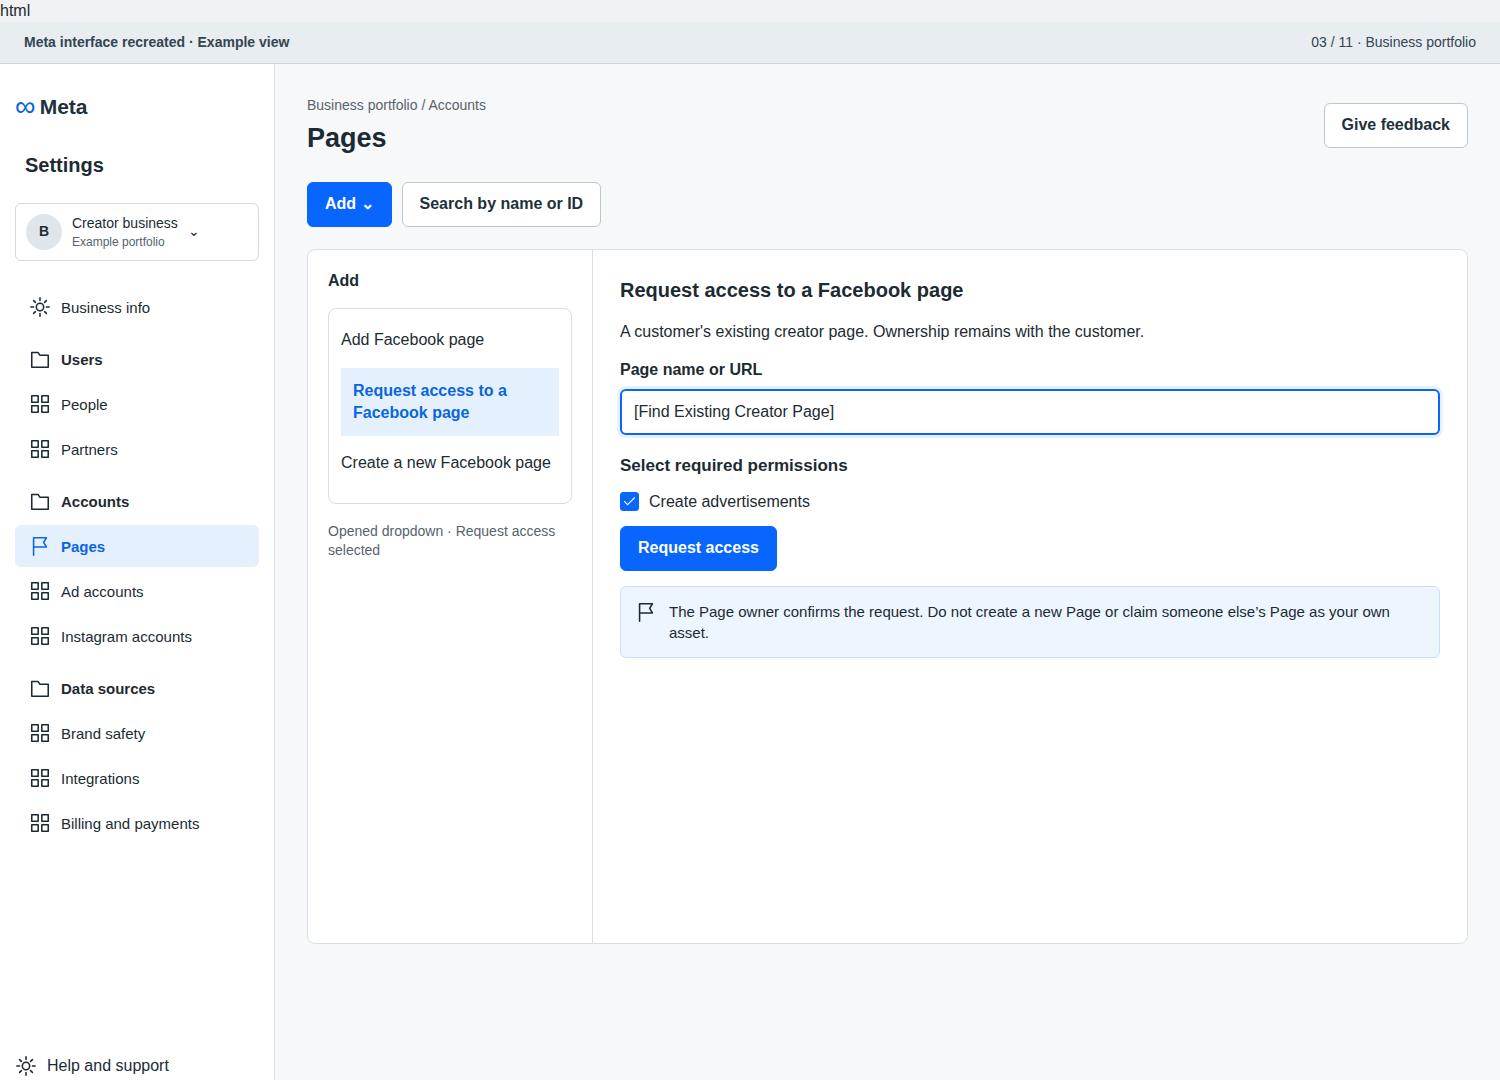 html
Meta interface recreated · Example view
03 / 11 · Business portfolio
∞ Meta
Settings
B
Creator business
Example portfolio
Business info
Users
People
Partners
Accounts
Pages
Ad accounts
Instagram accounts
Data sources
Brand safety
Integrations
Billing and payments
Help and support
Business portfolio / Accounts
Pages
Give feedback
Add
Search by name or ID
Add
Add Facebook page
Request access to a
Facebook page
Create a new Facebook page
Opened dropdown · Request access
selected
Request access to a Facebook page
A customer's existing creator page. Ownership remains with the customer.
Page name or URL
[Find Existing Creator Page]
Select required permissions
Create advertisements
Request access
The Page owner confirms the request. Do not create a new Page or claim someone else’s Page as your own
asset.